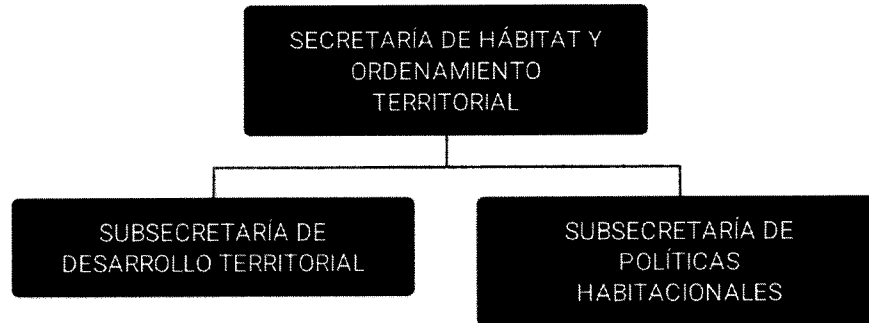 SECRETARÍA DE HÁBITAT Y
ORDENAMIENTO
TERRITORIAL
SUBSECRETARÍA DE
DESARROLLO TERRITORIAL
SUBSECRETARÍA DE
POLÍTICAS
HABITACIONALES